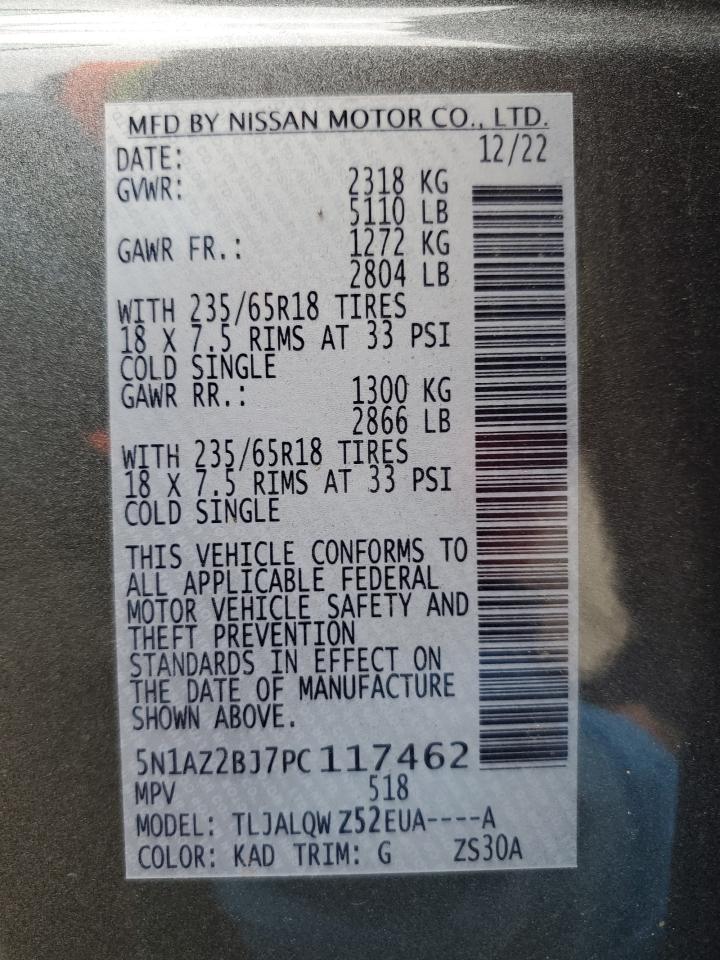 MFD BY NISSAN MOTOR CO., LTD.
DATE: 12/22
GVWR: 2318 KG
5110 LB
GAWR FR.: 1272 KG
2804 LB
WITH 235/65R18 TIRES
18 X 7.5 RIMS AT 33 PSI
COLD SINGLE
GAWR RR.: 1300 KG
2866 LB
WITH 235/65R18 TIRES
18 X 7.5 RIMS AT 33 PSI
COLD SINGLE
THIS VEHICLE CONFORMS TO
ALL APPLICABLE FEDERAL
MOTOR VEHICLE SAFETY AND
THEFT PREVENTION
STANDARDS IN EFFECT ON
THE DATE OF MANUFACTURE
SHOWN ABOVE.
5N1AZ2BJ7PC117462
MPV 518
MODEL: TLJALQW Z52EUA----A
COLOR: KAD TRIM: G ZS30A